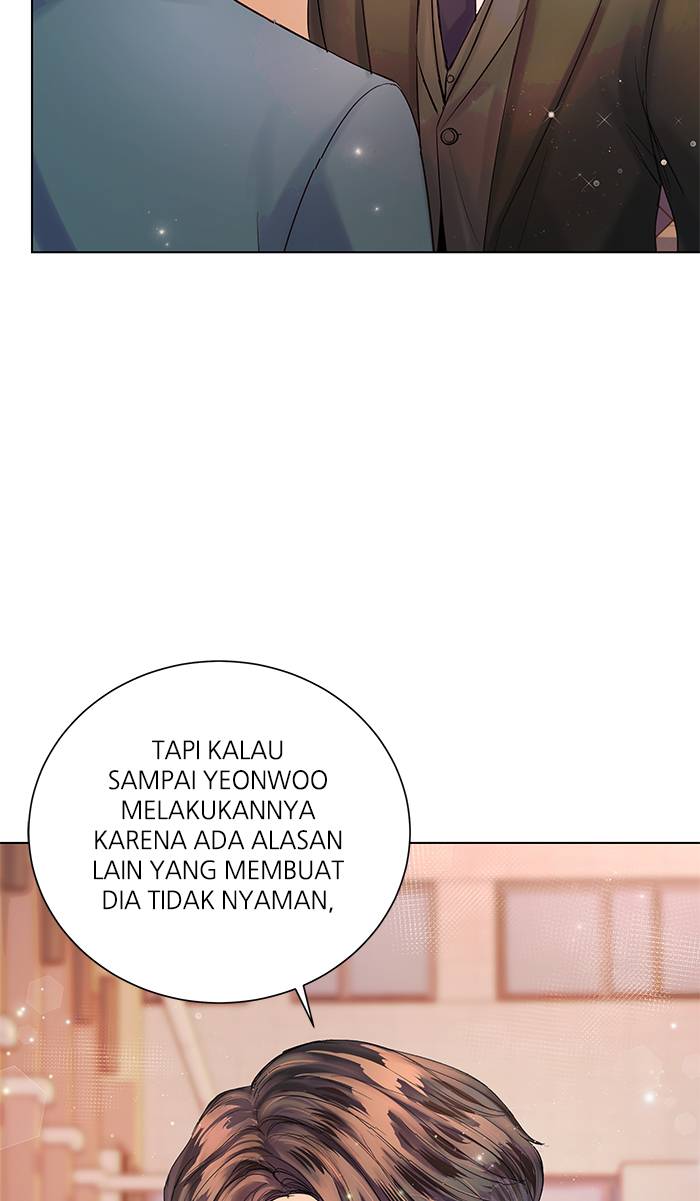 TAPI KALAU
SAMPAI YEONWOO
MELAKUKANNYA
KARENA ADA ALASAN
LAIN YANG MEMBUAT
DIA TIDAK NYAMAN,